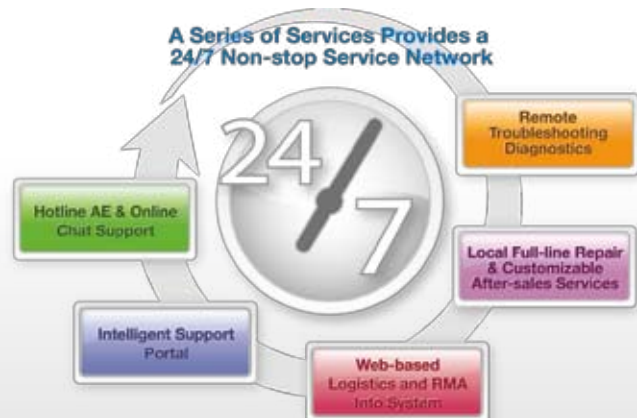 A Series of Services Provides a
24/7 Non-stop Service Network
24
7
Remote
Troubleshooting
Diagnostics
Local Full-line Repair
& Customizable
After-sales Services
Web-based
Logistics and RMA
Into System
Intelligent Support
Portal
Hotline AE & Online
Chat Support